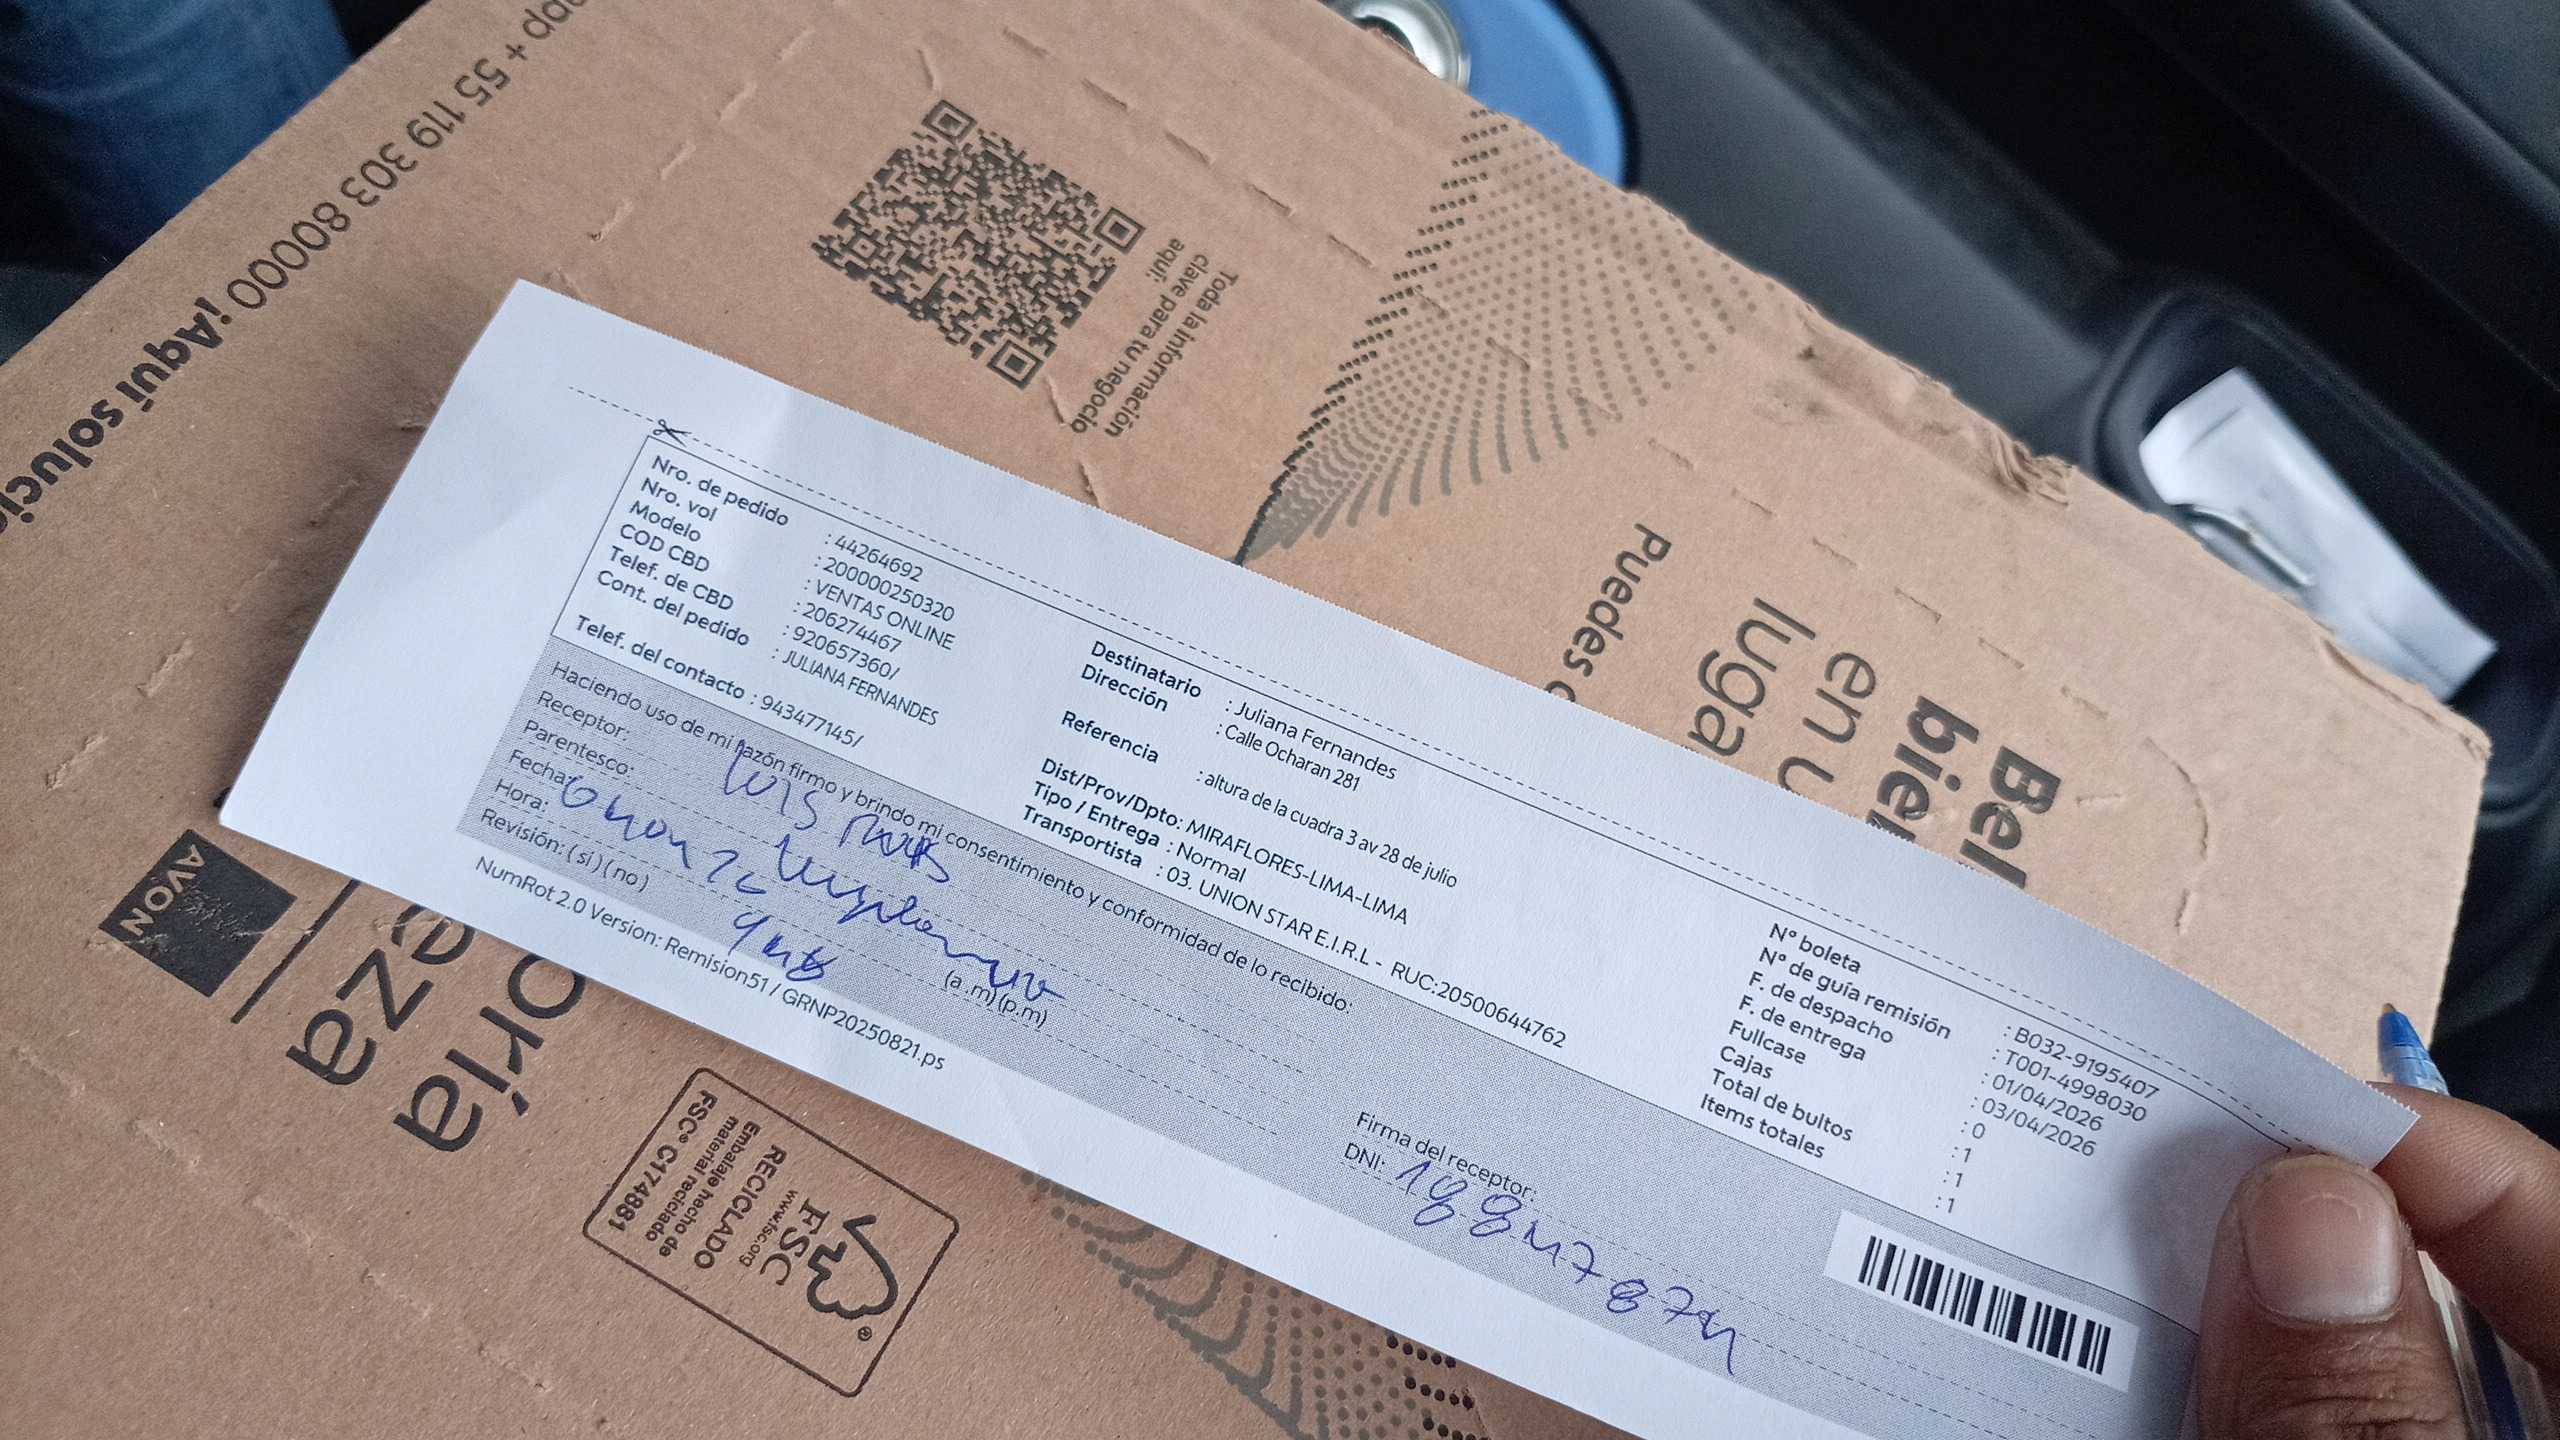 app + 55 119 303 80000 ¡Aquí soluci
Toda la información
clave para tu negocio
aquí:
Puedes
en u
luga
Bel
bien
Nro. de pedido : 44264692
Nro. vol : 200000250320
Modelo : VENTAS ONLINE
COD CBD : 206274467
Telef. de CBD : 920657360/
Cont. del pedido : JULIANA FERNANDES
Telef. del contacto : 943477145/
Destinatario : Juliana Fernandes
Dirección : Calle Ocharan 281
Referencia : altura de la cuadra 3 av 28 de julio
Dist/Prov/Dpto: MIRAFLORES-LIMA-LIMA
Tipo / Entrega : Normal
Transportista : 03. UNION STAR E.I.R.L - RUC:20500644762
N° boleta : B032-9195407
N° de guía remisión : T001-4998030
F. de despacho : 01/04/2026
F. de entrega : 03/04/2026
Fullcase : 0
Cajas : 1
Total de bultos : 1
Items totales : 1
Haciendo uso de mi razón firmo y brindo mi consentimiento y conformidad de lo recibido:
Receptor: Luis
Parentesco:
Fecha:
Hora: (a .m) (p.m)
Revisión: ( sí ) ( no )
Firma del receptor:
DNI:
NumRot 2.0 Version: Remision51 / GRNP20250821.ps
AVON
oría
eza
FSC
www.fsc.org
RECICLADO
Embalaje hecho de
material reciclado
FSC® C174881